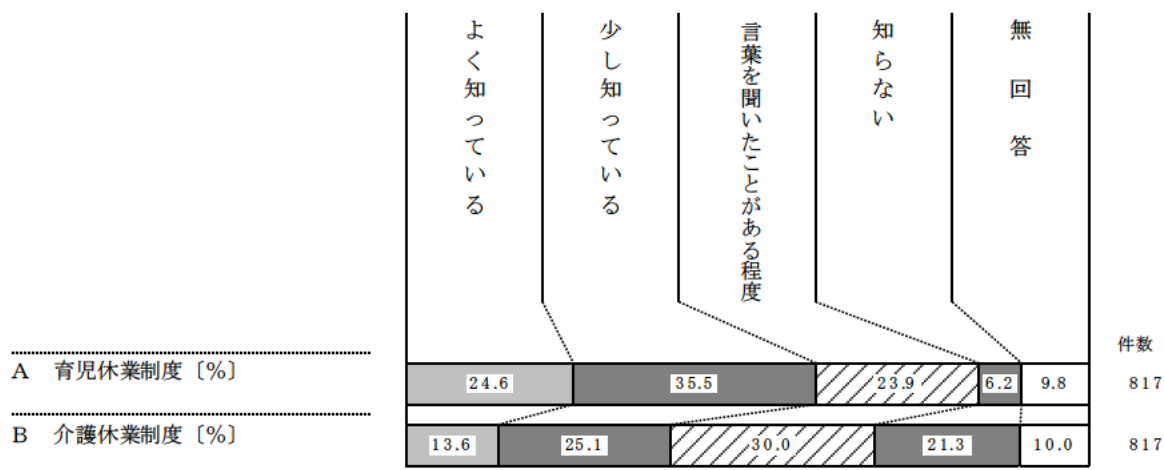 よく知っている
少し知っている
言葉を聞いたことがある程度
知らない
無回答
件数
A 育児休業制度〔%〕 24.6 35.5 23.9 6.2 9.8 817
B 介護休業制度〔%〕 13.6 25.1 30.0 21.3 10.0 817